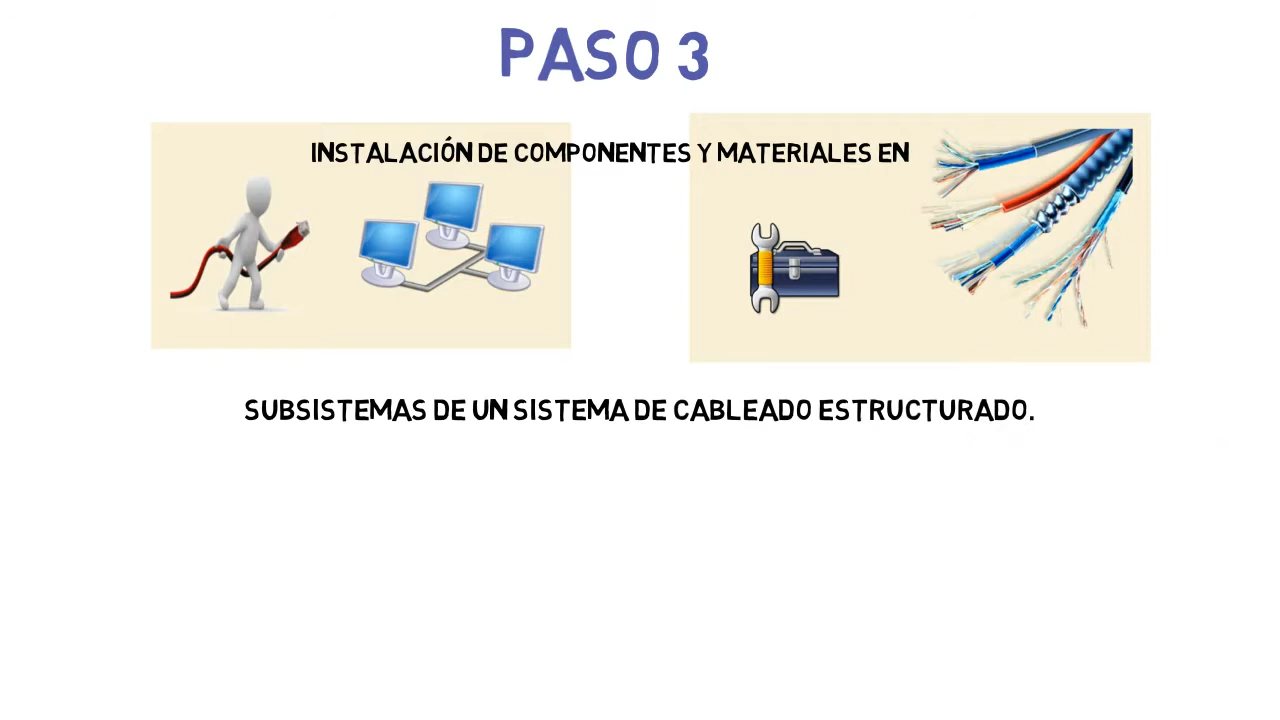 PASO 3
INSTALACIÓN DE COMPONENTES Y MATERIALES EN
SUBSISTEMAS DE UN SISTEMA DE CABLEADO ESTRUCTURADO.